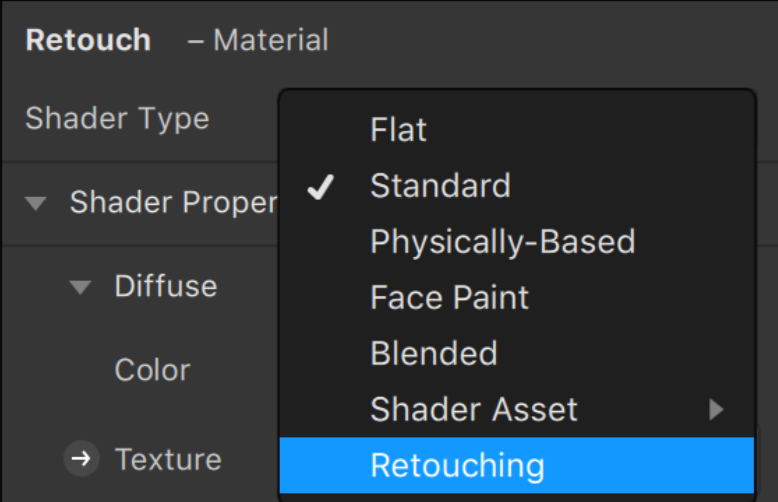 Retouch – Material
Shader Type
Flat
Standard
Shader Proper
Physically-Based
Diffuse
Face Paint
Blended
Color
Shader Asset
Texture
Retouching